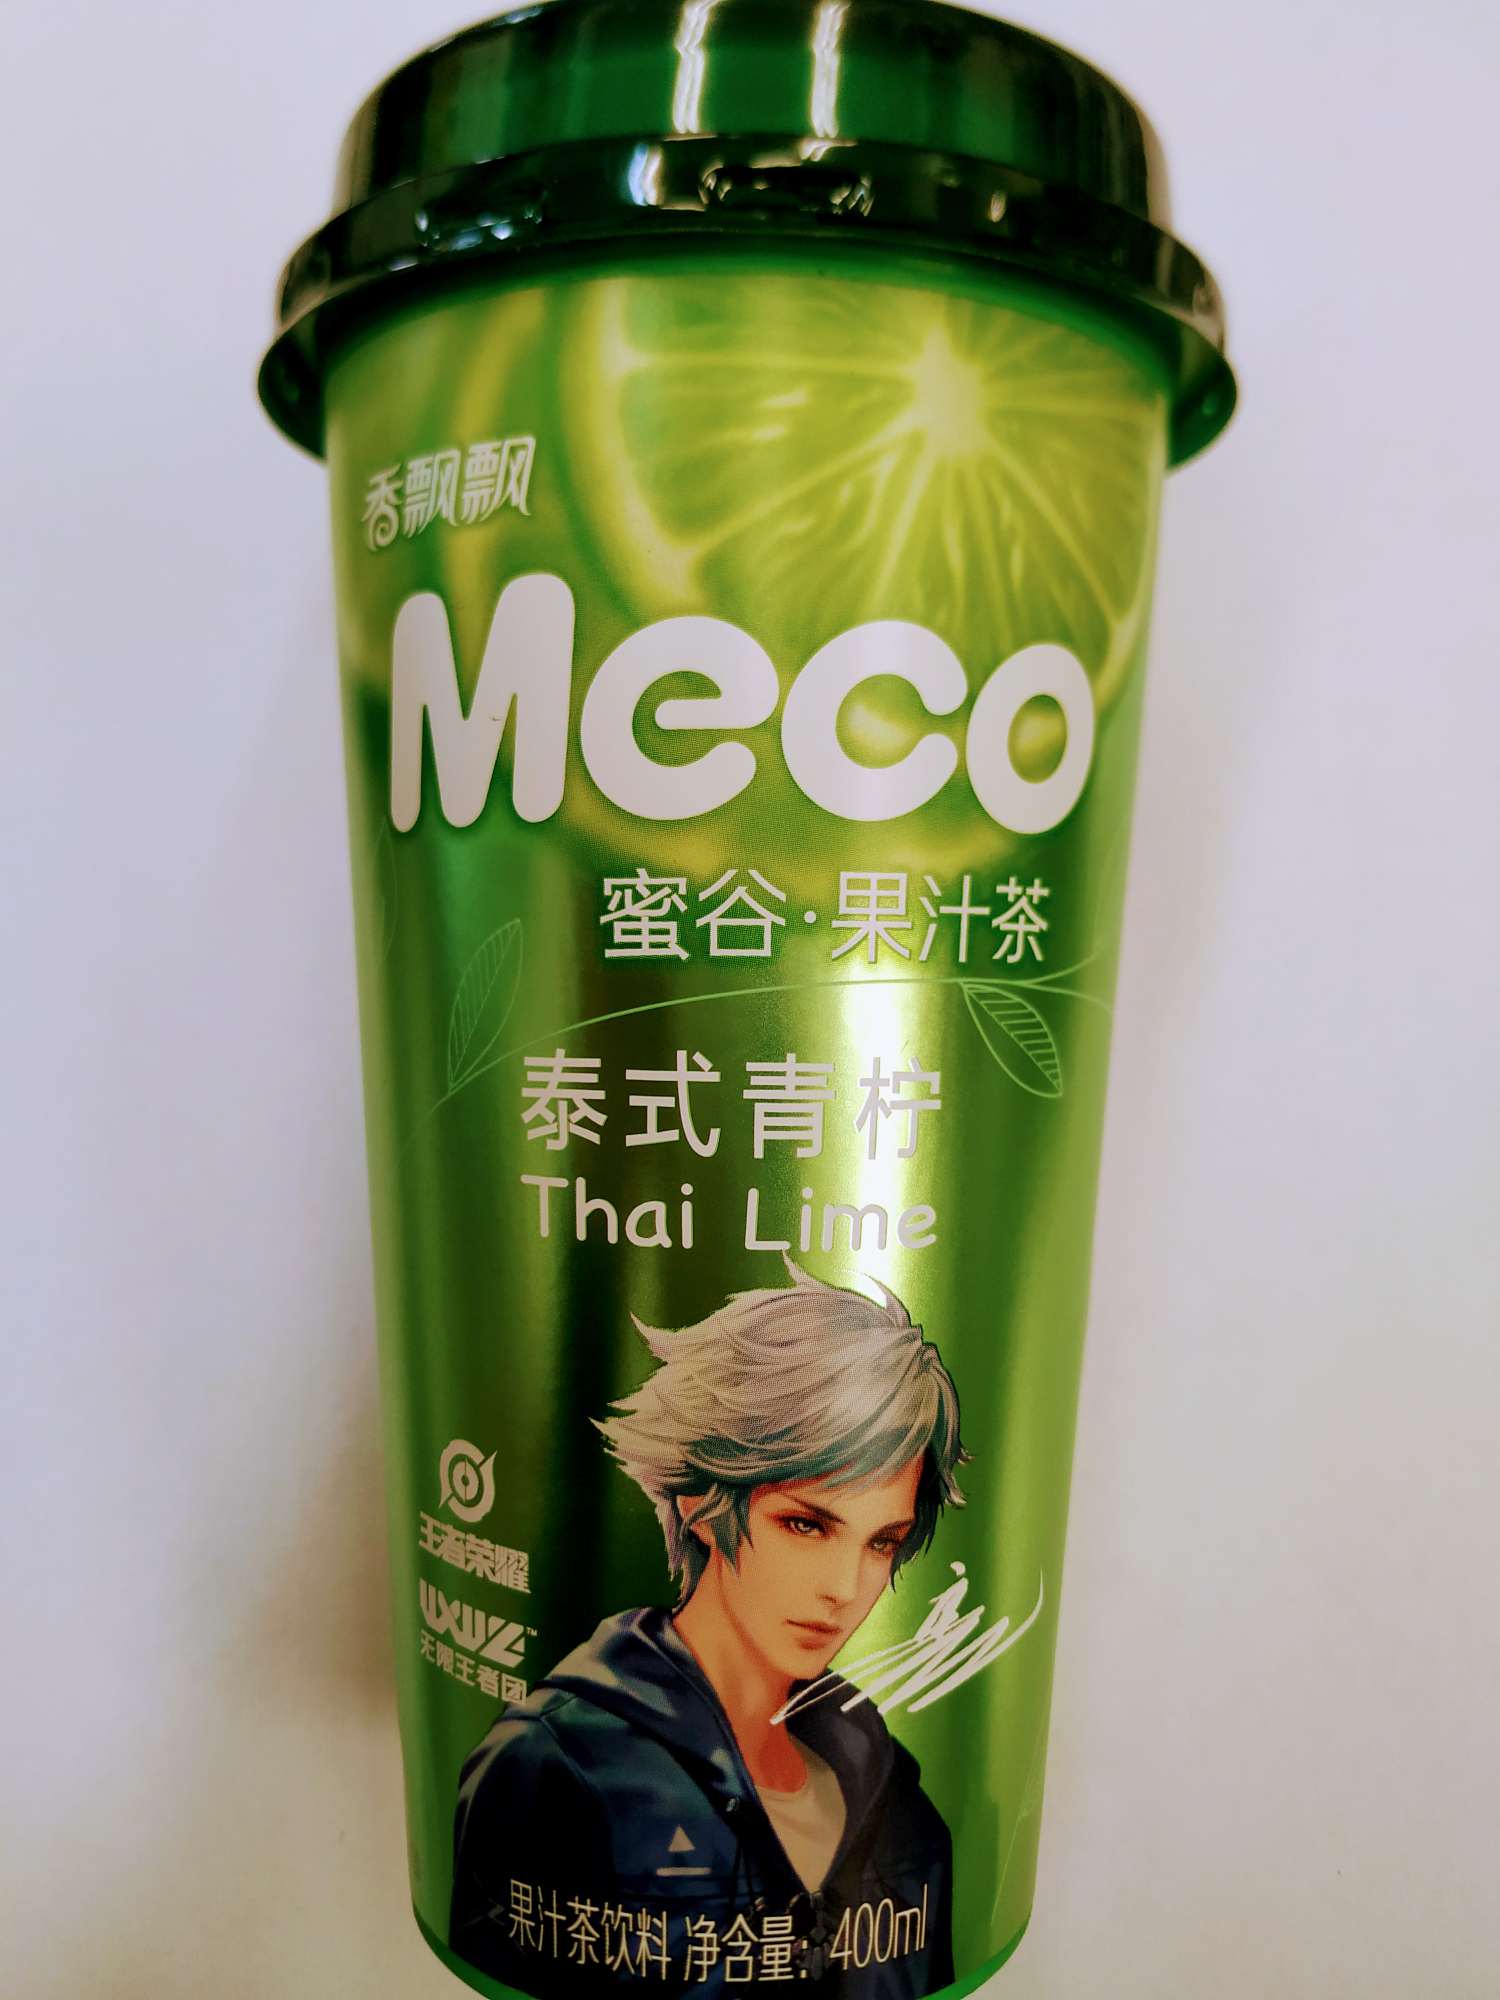 香飘飘
Meco
蜜谷·果汁茶
泰式青柠
Thai Lime
王者荣耀
WXWZ™
无限王者团
果汁茶饮料 净含量：400ml